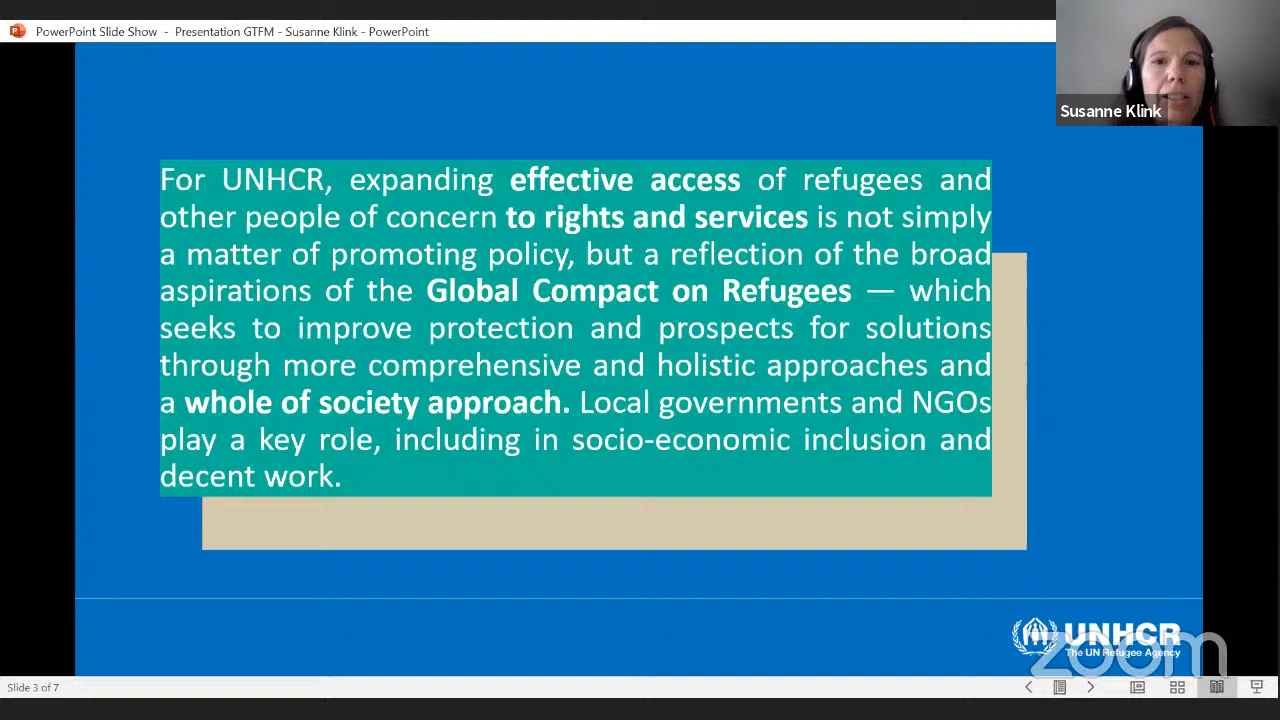 PowerPoint Slide Show - Presentation GTFM - Susanne Klink - PowerPoint
Susanne Klink
For UNHCR, expanding effective access of refugees and
other people of concern to rights and services is not simply
a matter of promoting policy, but a reflection of the broad
aspirations of the Global Compact on Refugees — which
seeks to improve protection and prospects for solutions
through more comprehensive and holistic approaches and
a whole of society approach. Local governments and NGOs
play a key role, including in socio-economic inclusion and
decent work.
UNHCR
The UN Refugee Agency
zoom
Slide 3 of 7